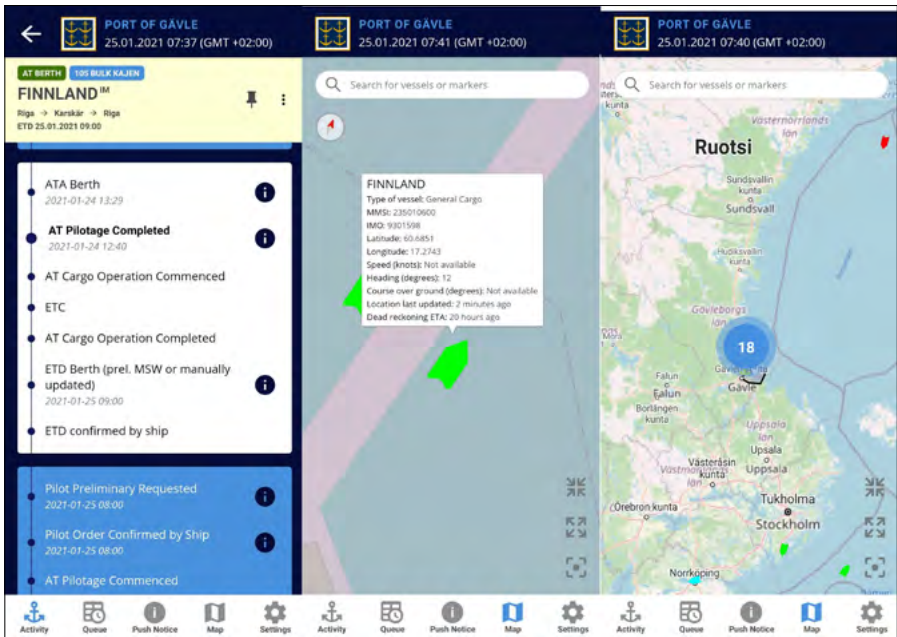 PORT OF GÄVLE
25.01.2021 07:37 (GMT +02:00)
AT BERTH
105 BULK KAJEN
FINNLAND IM
Riga → Karskär → Riga
ETD 25.01.2021 09:00
ATA Berth
2021-01-24 13:29
AT Pilotage Completed
2021-01-24 12:40
AT Cargo Operation Commenced
ETC
AT Cargo Operation Completed
ETD Berth (prel. MSW or manually
updated)
2021-01-25 09:00
ETD confirmed by ship
Pilot Preliminary Requested
2021-01-25 08:00
Pilot Order Confirmed by Ship
2021-01-25 08:00
AT Pilotage Commenced
Activity
Queue
Push Notice
Map
Settings
PORT OF GÄVLE
25.01.2021 07:41 (GMT +02:00)
Search for vessels or markers
FINNLAND
Type of vessel: General Cargo
MMSI: 235010600
IMO: 9301598
Latitude: 60.6851
Longitude: 17.2743
Speed (knots): Not available
Heading (degrees): 12
Course over ground (degrees): Not available
Location last updated: 2 minutes ago
Dead reckoning ETA: 20 hours ago
Activity
Queue
Push Notice
Map
Settings
PORT OF GÄVLE
25.01.2021 07:40 (GMT +02:00)
Search for vessels or markers
kunta
Västernorrlands
län
Ruotsi
Sundsvallin
kunta
Sundsvall
Hudiksvallin
kunta
Gävleborgs
län
18
Mora
Gävle
Falun
Falun
Borlängen
kunta
Uppsala
län
Upsala
Uppsala
Västeråsin
kunta
Västmanlands
län
Örebron kunta
Tukholma
Stockholm
Norrköping
Activity
Queue
Push Notice
Map
Settings